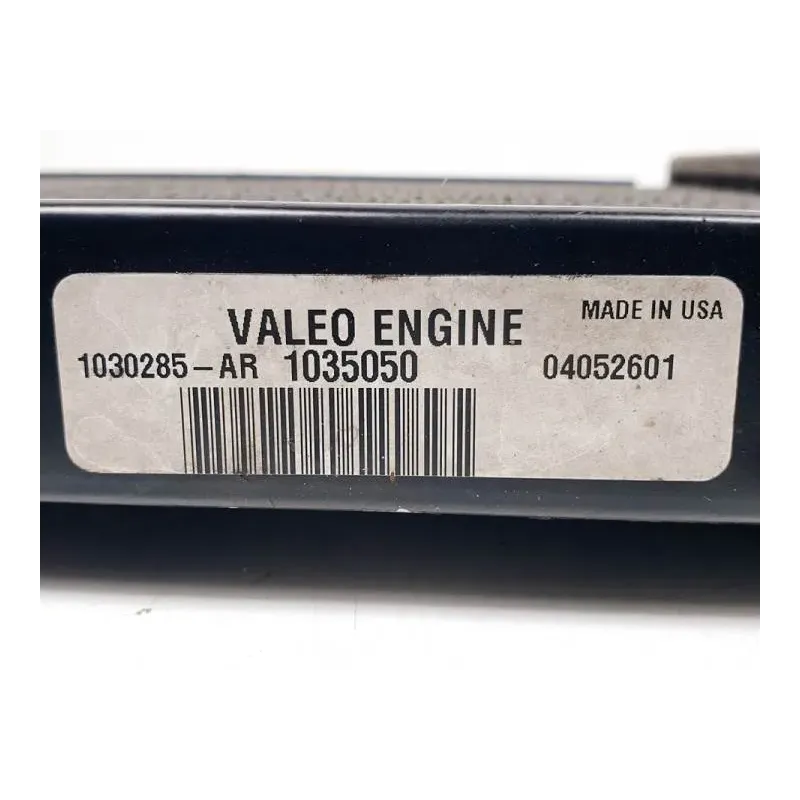 MADE IN USA
VALEO ENGINE
1030285-AR 1035050 04052601